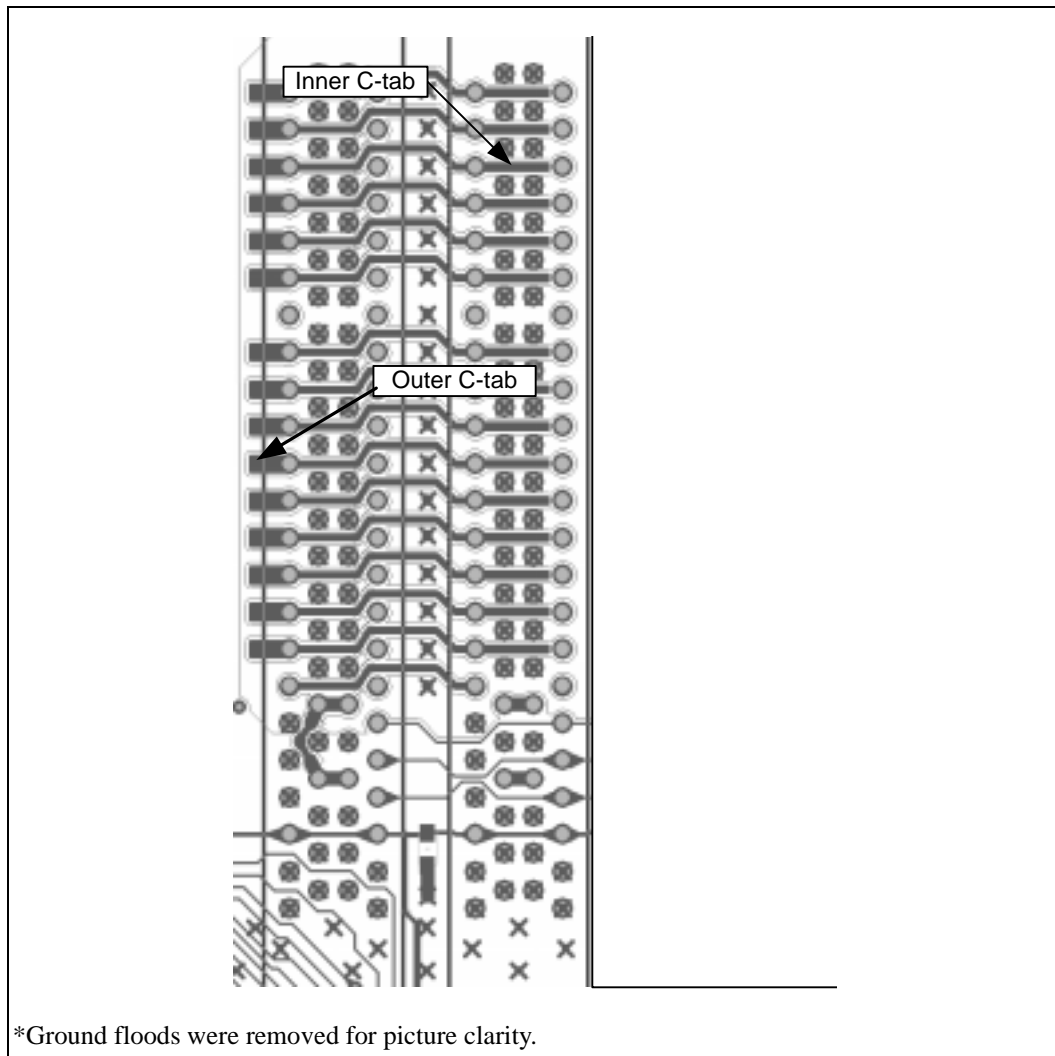 Inner C-tab
Outer C-tab
*Ground floods were removed for picture clarity.